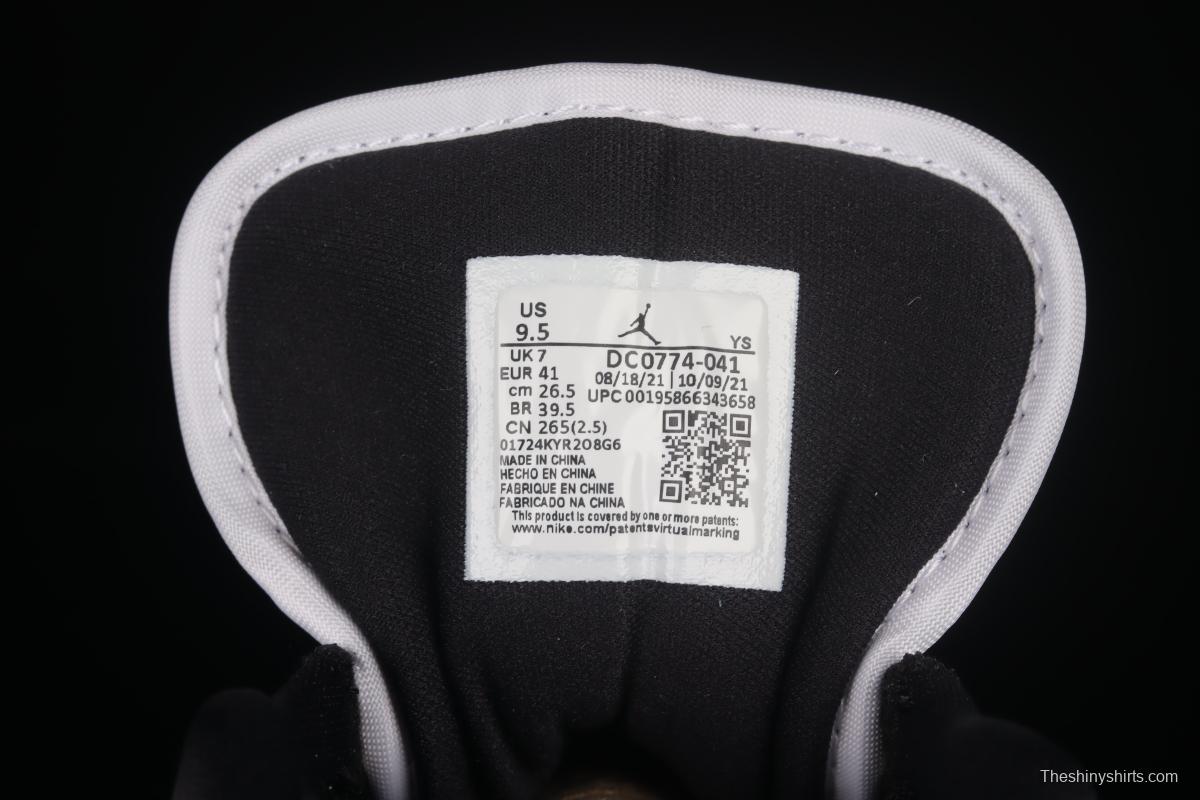 US
9.5
YS
UK 7
EUR 41
cm 26.5
BR 39.5
CN 265(2.5)
DC0774-041
08/18/21 | 10/09/21
UPC 00195866343658
01724KYR2O8G6
MADE IN CHINA
HECHO EN CHINA
FABRIQUE EN CHINE
FABRICADO NA CHINA
This product is covered by one or more patents:
www.nike.com/patentsvirtualmarking
Theshinyshirts.com